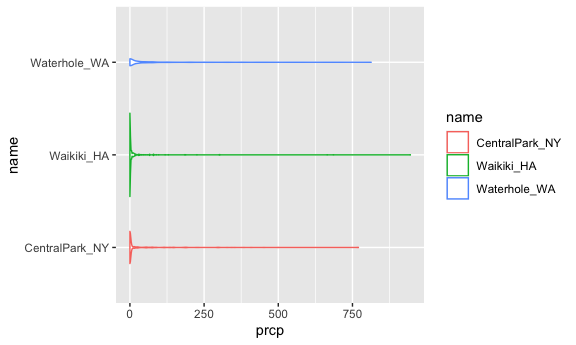 Waterhole_WA
Waikiki_HA
CentralPark_NY
name
0 250 500 750
prcp
name
CentralPark_NY
Waikiki_HA
Waterhole_WA